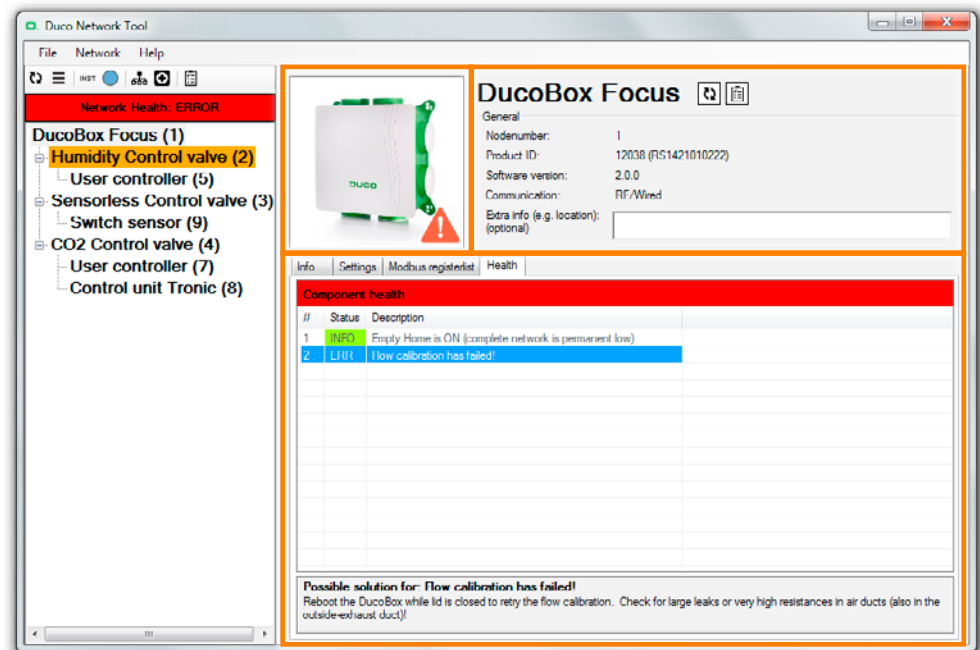 Duco Network Tool
File Network Help
INST
Network Health: ERROR
DucoBox Focus (1)
Humidity Control valve (2)
User controller (5)
Sensorless Control valve (3)
Switch sensor (9)
CO2 Control valve (4)
User controller (7)
Control unit Tronic (8)
DUCO
DucoBox Focus
General
Nodenumber: 1
Product ID: 12038 (RS1421010222)
Software version: 2.0.0
Communication: RF/Wired
Extra info (e.g. location):
(optional)
Info Settings Modbus registerlist Health
Component health
# Status Description
1 INFO Empty Home is ON (complete network is permanent low)
2 ERR Flow calibration has failed!
Possible solution for: Flow calibration has failed!
Reboot the DucoBox while lid is closed to retry the flow calibration. Check for large leaks or very high resistances in air ducts (also in the
outside-exhaust duct)!